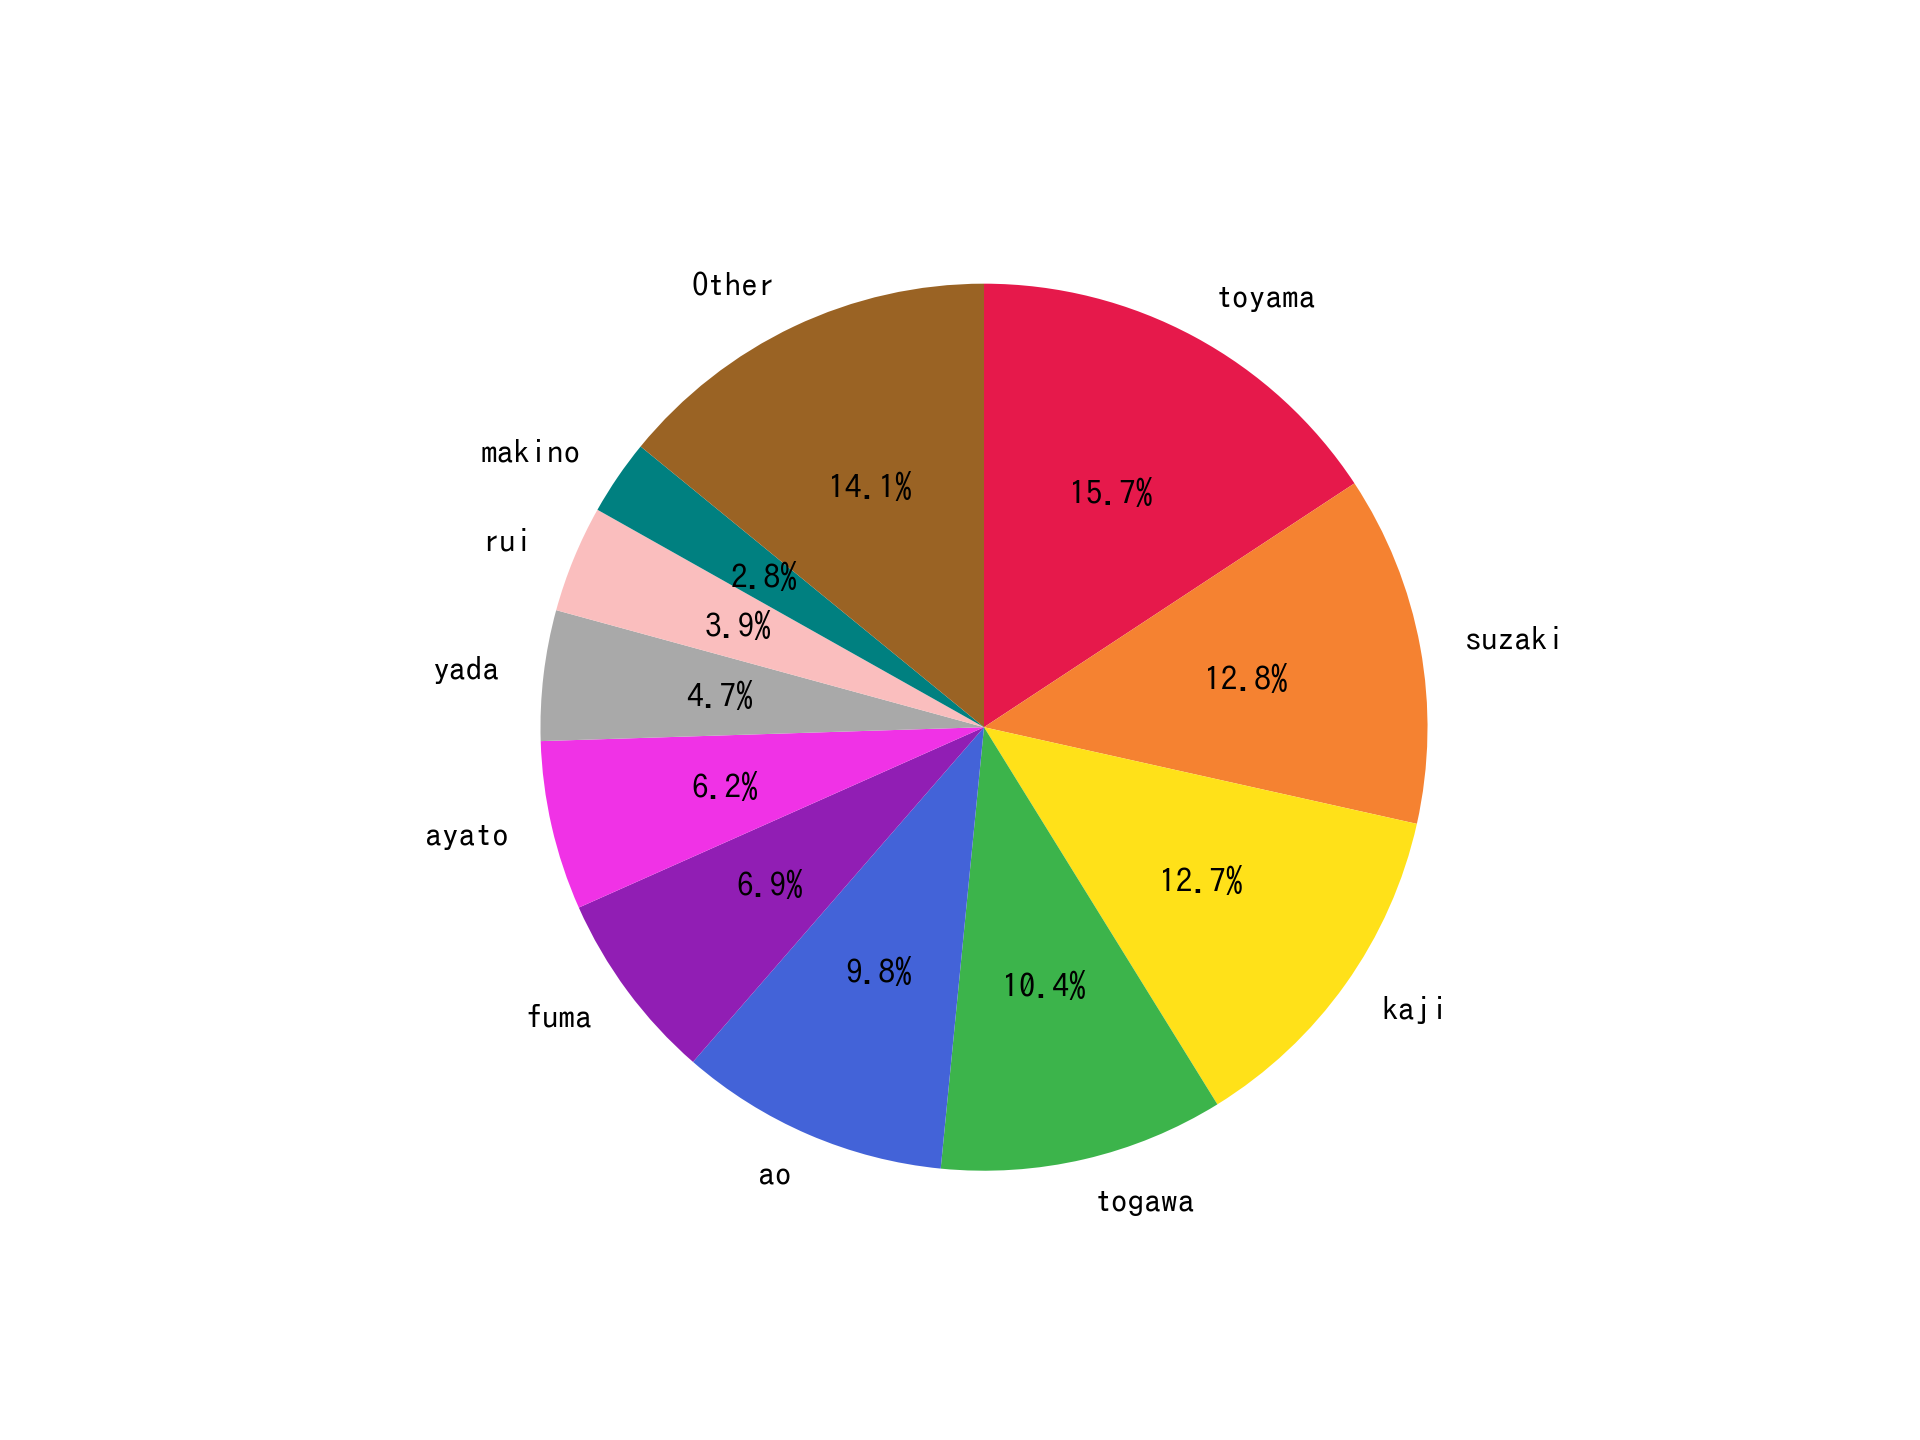 Other
toyama
makino
14.1%
15.7%
rui
2.8%
3.9%
suzaki
yada
4.7%
12.8%
6.2%
ayato
6.9%
12.7%
9.8%
10.4%
fuma
kaji
ao
togawa